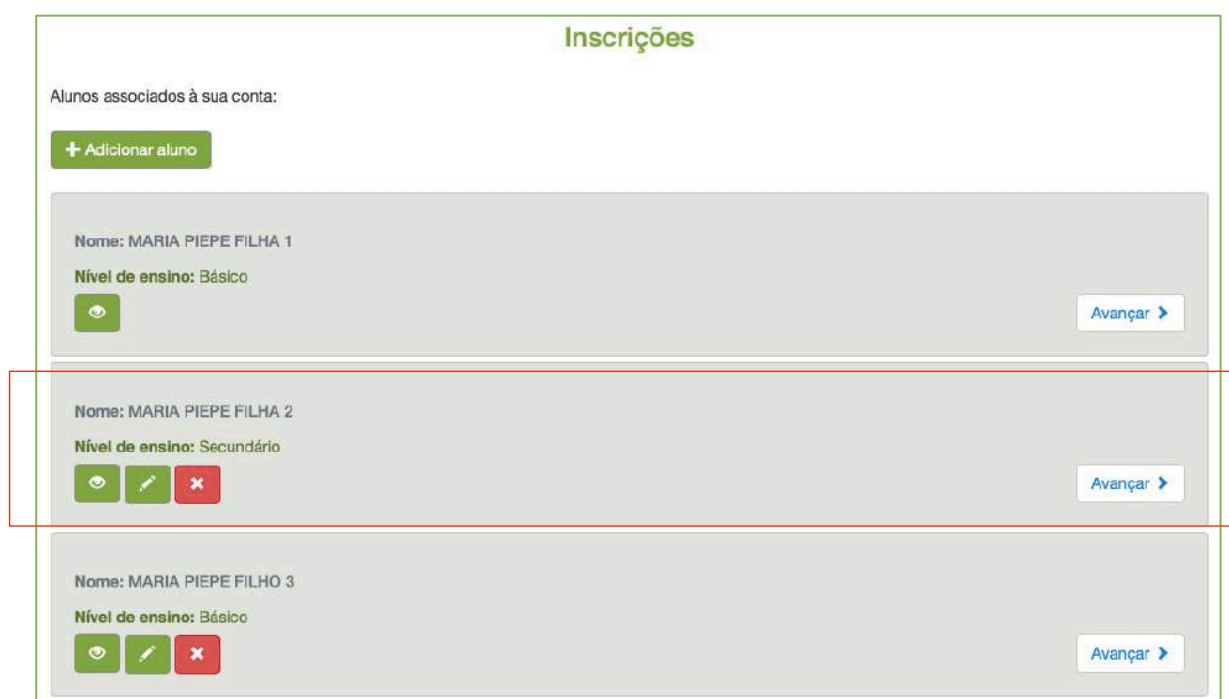 Inscrições
Alunos associados à sua conta:
Adicionar aluno
Nome: MARIA PIEPE FILHA 1
Nível de ensino: Básico
Avançar
Nome: MARIA PIEPE FILHA 2
Nível de ensino: Secundário
Avançar
Nome: MARIA PIEPE FILHO 3
Nível de ensino: Básico
Avançar